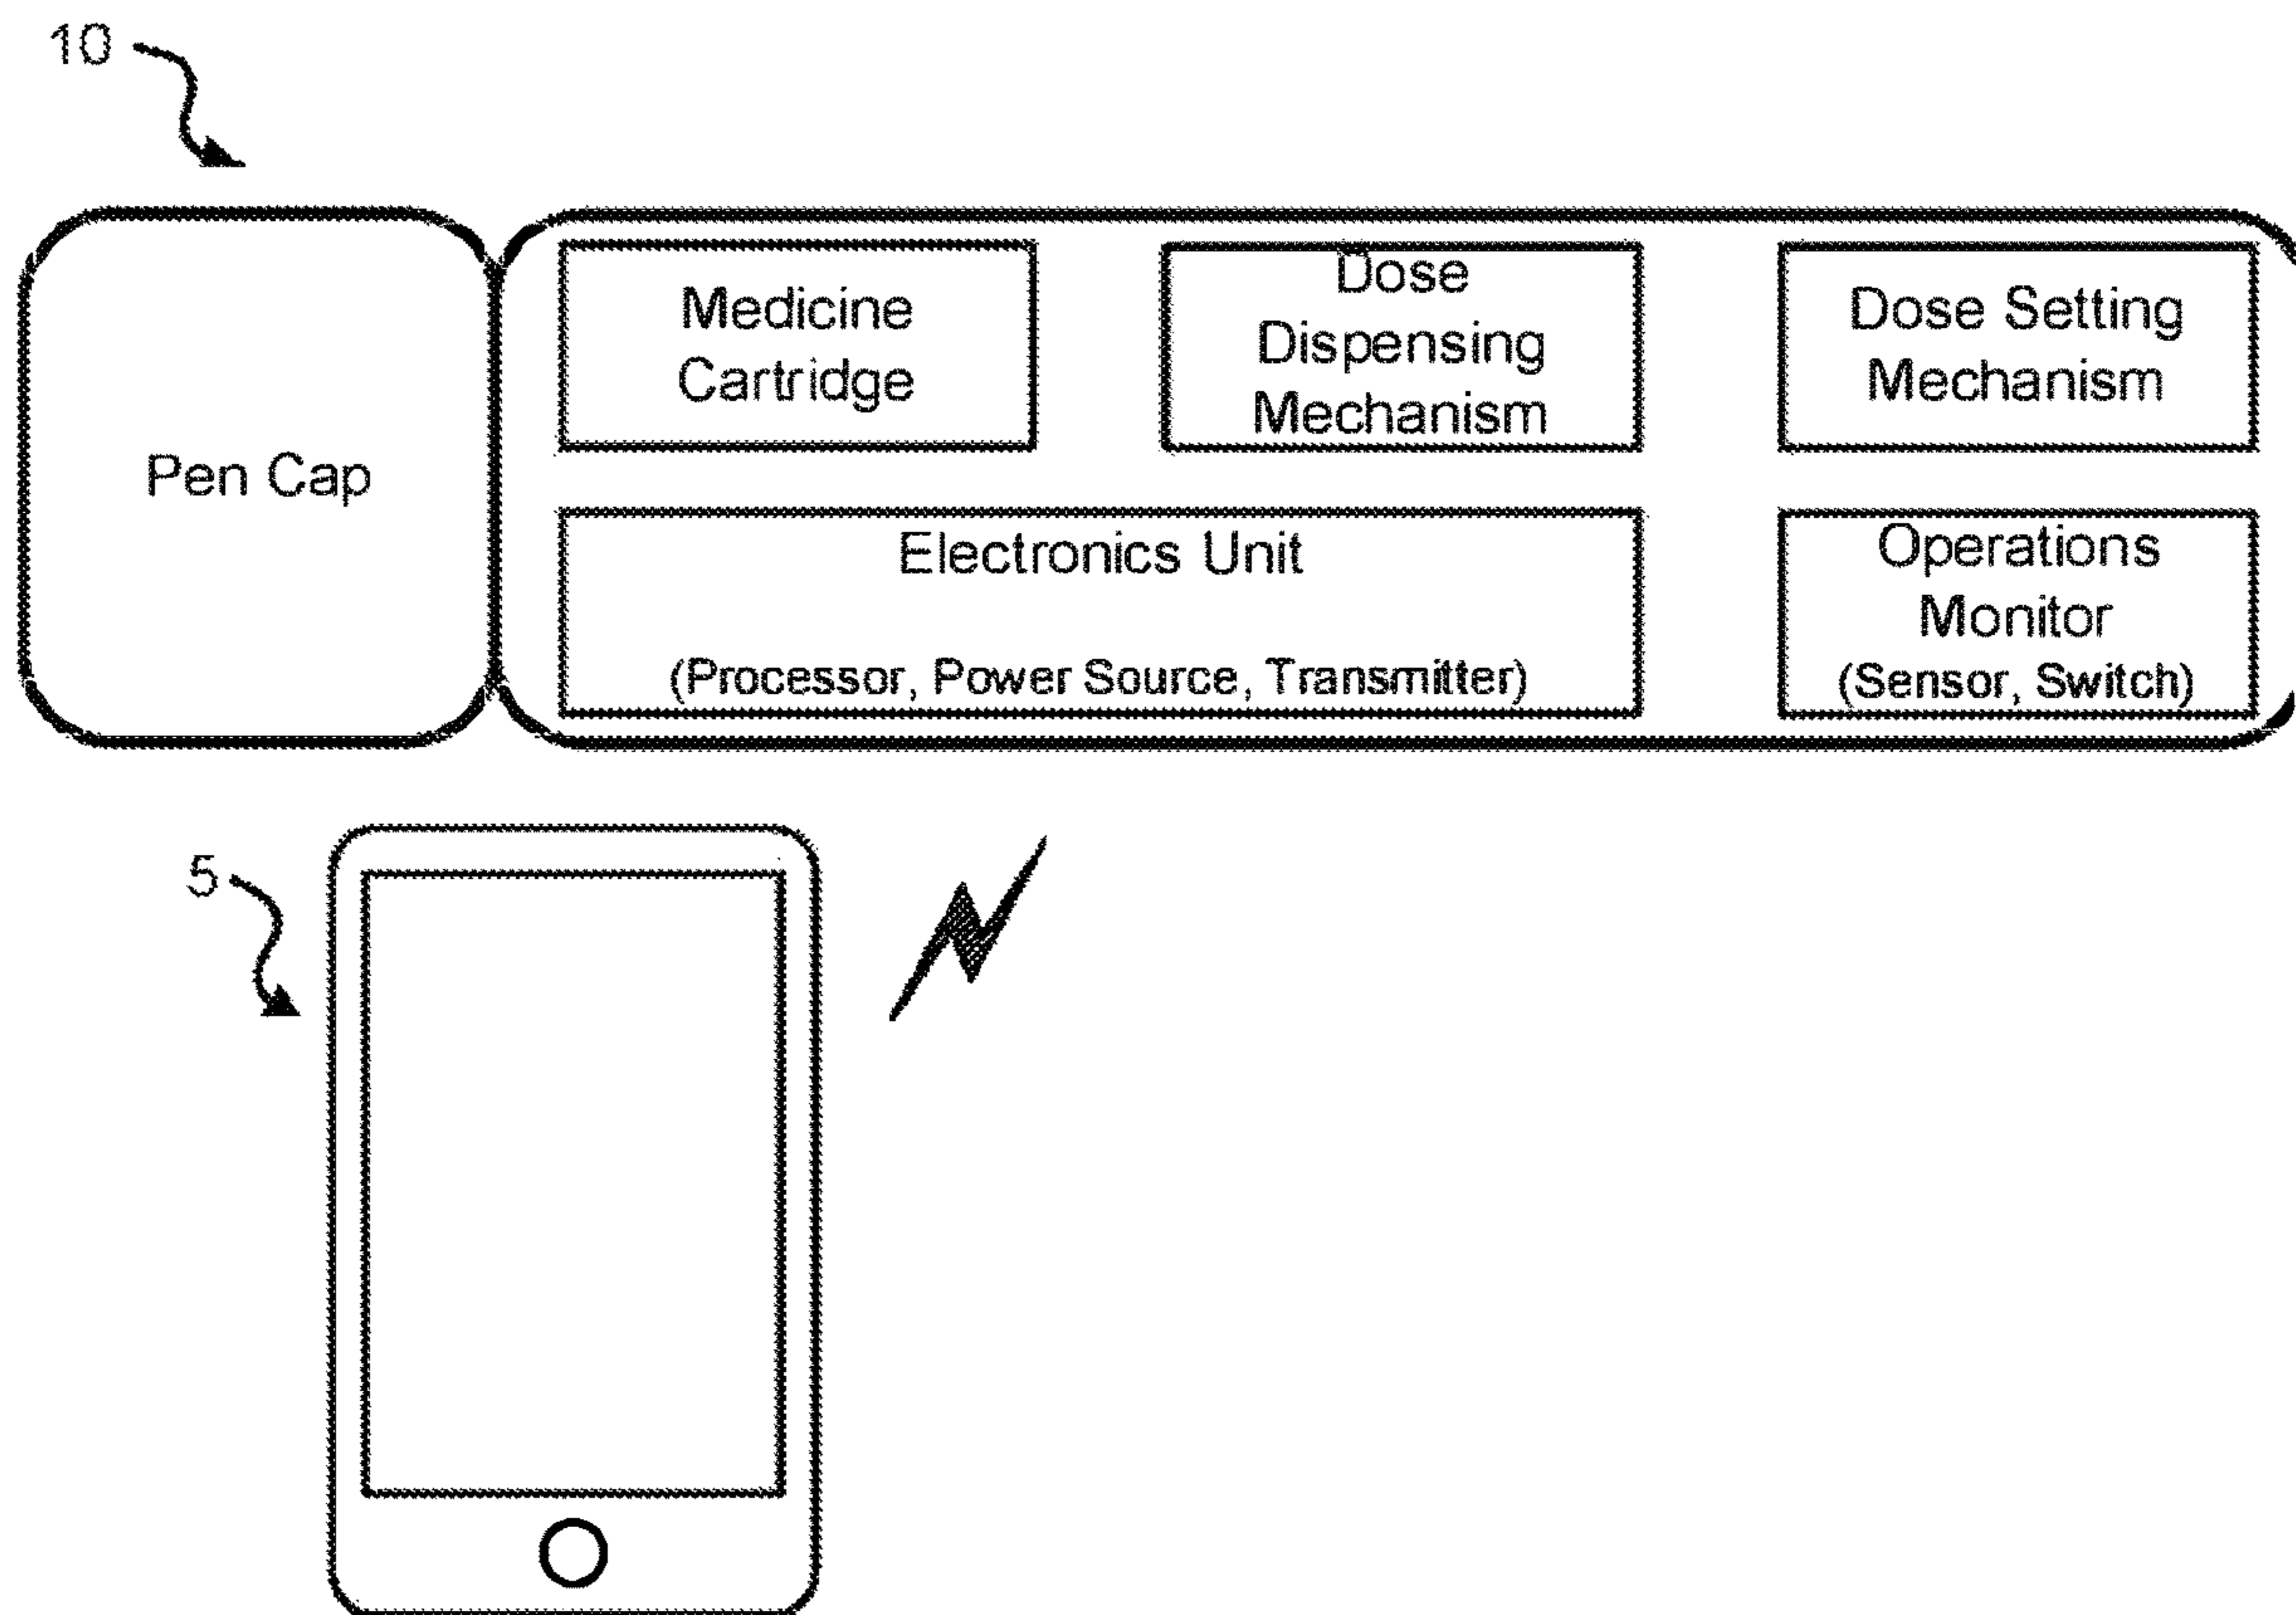 10
Medicine
Cartridge
Dose
Dispensing
Mechanism
Dose Setting
Mechanism
Pen Cap
Electronics Unit
(Processor, Power Source, Transmitter)
Operations
Monitor
(Sensor, Switch)
5